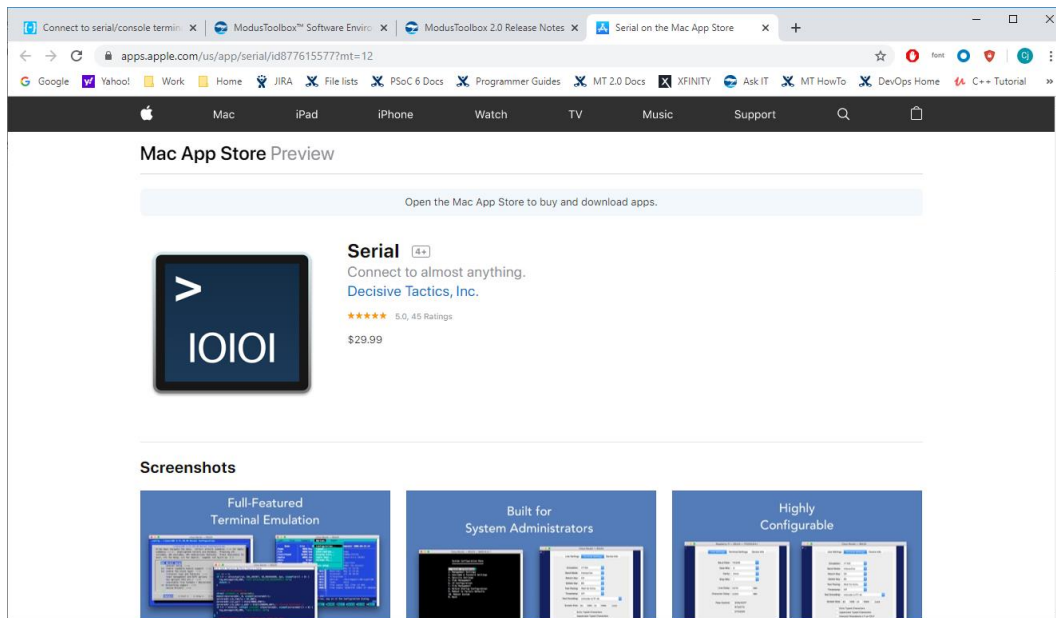 Connect to serial/console termin
ModusToolbox™ Software Enviro
ModusToolbox 2.0 Release Notes
Serial on the Mac App Store
apps.apple.com/us/app/serial/id877615577?mt=12
font
Cj
Google Yahoo! Work Home JIRA File lists PSoC 6 Docs Programmer Guides MT 2.0 Docs XFINITY Ask IT MT HowTo DevOps Home C++ Tutorial »
Mac iPad iPhone Watch TV Music Support
Mac App Store Preview
Open the Mac App Store to buy and download apps.
Serial 4+
Connect to almost anything.
Decisive Tactics, Inc.
★★★★★ 5.0, 45 Ratings
$29.99
>
IOIOI
Screenshots
Full-Featured
Terminal Emulation
Built for
System Administrators
Highly
Configurable